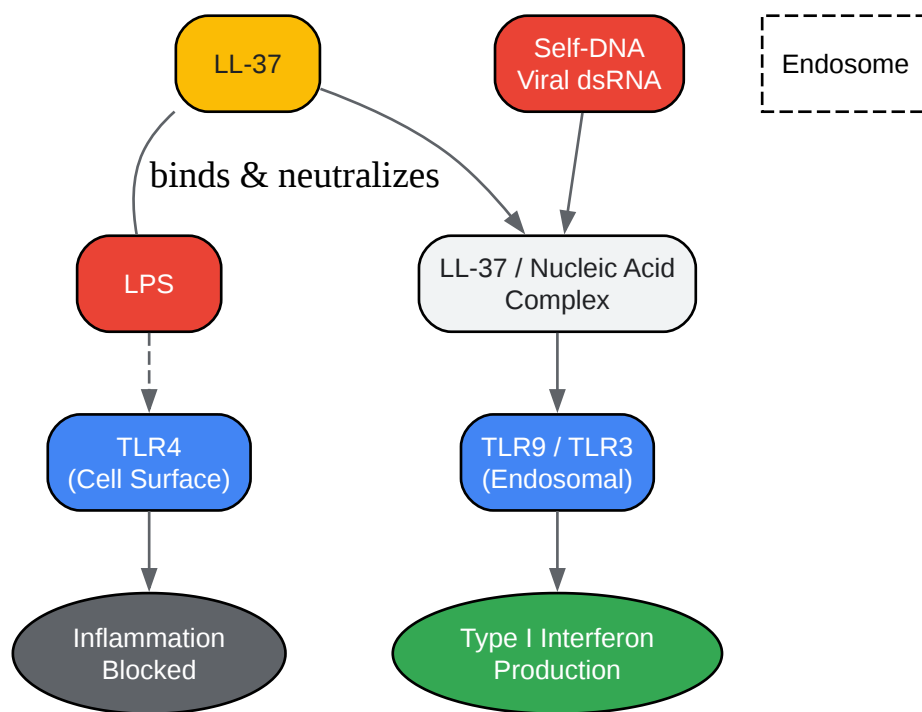 LL-37
Self-DNA
Viral dsRNA
Endosome
binds & neutralizes
LPS
LL-37 / Nucleic Acid
Complex
TLR4
(Cell Surface)
TLR9 / TLR3
(Endosomal)
Inflammation
Blocked
Type I Interferon
Production